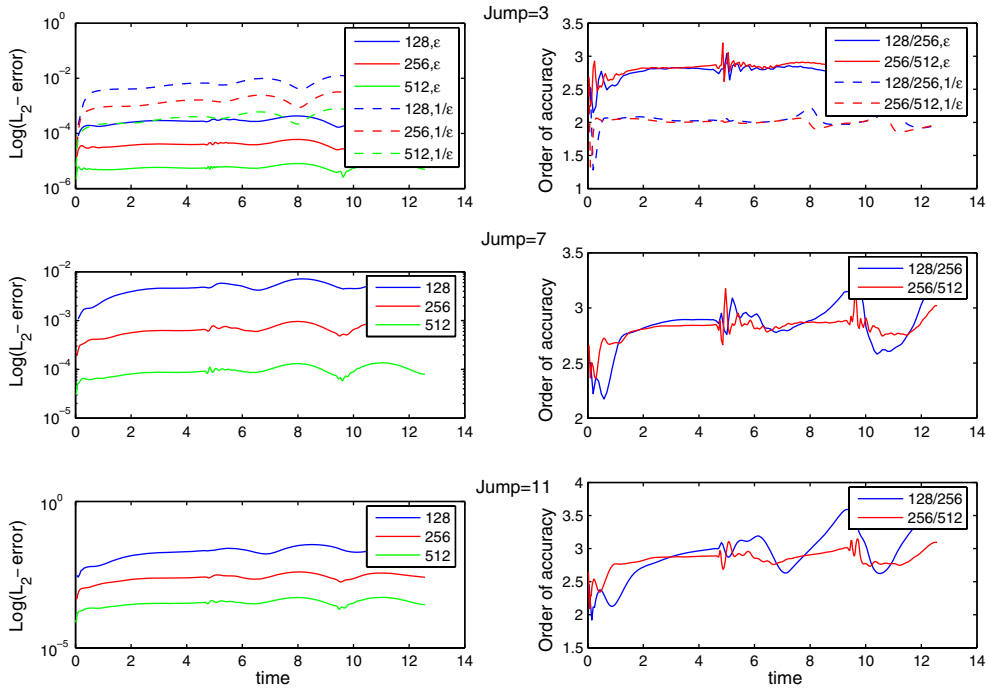 Jump=3
Log(L2– error)
10^0
10^-2
10^-4
10^-6
0 2 4 6 8 10 12 14
128,ε
256,ε
512,ε
128,1/ε
256,1/ε
512,1/ε
Order of accuracy
3.5
3
2.5
2
1.5
1
0 2 4 6 8 10 12 14
128/256,ε
256/512,ε
128/256,1/ε
256/512,1/ε
Jump=7
Log(L2– error)
10^-2
10^-3
10^-4
10^-5
0 2 4 6 8 10 12 14
128
256
512
Order of accuracy
3.5
3
2.5
2
0 2 4 6 8 10 12 14
128/256
256/512
Jump=11
Log(L2– error)
10^0
10^-5
0 2 4 6 8 10 12 14
time
128
256
512
Order of accuracy
4
3.5
3
2.5
2
1.5
0 2 4 6 8 10 12 14
time
128/256
256/512